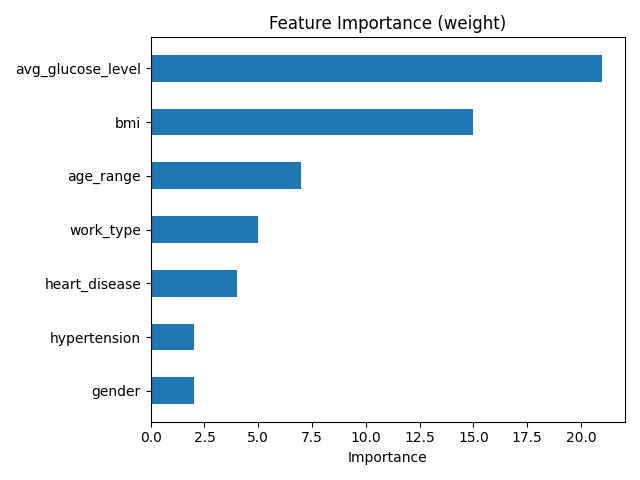 Feature Importance (weight)
avg_glucose_level
bmi
age_range
work_type
heart_disease
hypertension
gender
0.0 2.5 5.0 7.5 10.0 12.5 15.0 17.5 20.0
Importance